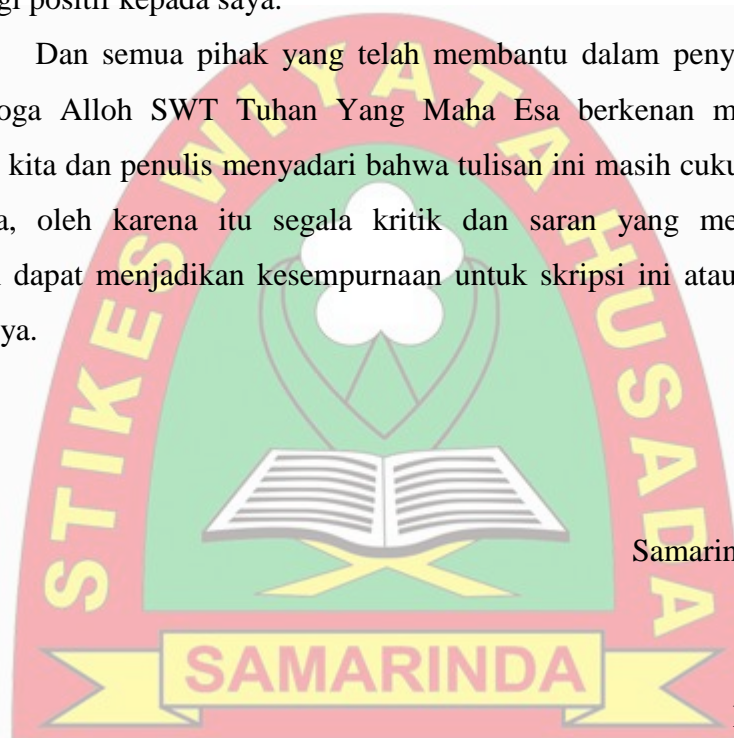 gi positif kepada saya.
Dan semua pihak yang telah membantu dalam peny
oga Alloh SWT Tuhan Yang Maha Esa berkenan m
kita dan penulis menyadari bahwa tulisan ini masih cuku
a, oleh karena itu segala kritik dan saran yang me
dapat menjadikan kesempurnaan untuk skripsi ini atau
ya.
Samarin
STIKES WIYATA HUSADA
SAMARINDA